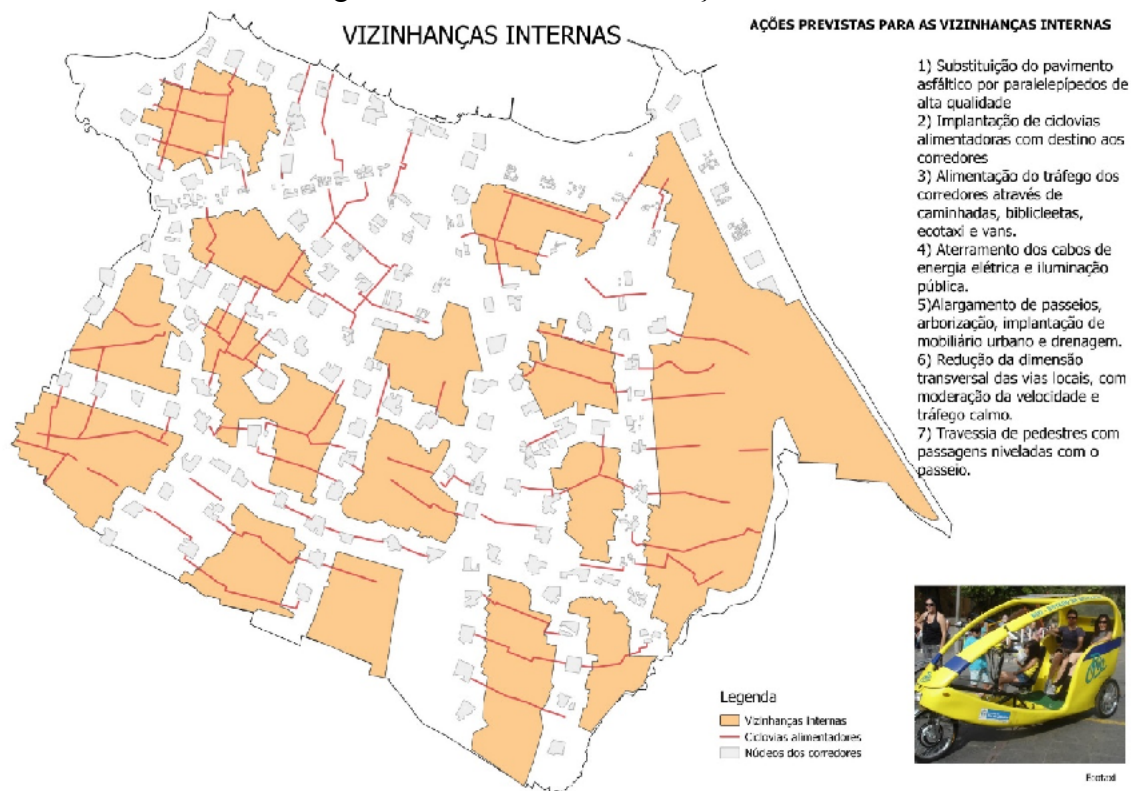 VIZINHANÇAS INTERNAS
AÇÕES PREVISTAS PARA AS VIZINHANÇAS INTERNAS
1) Substituição do pavimento
asfáltico por paralelepípedos de
alta qualidade
2) Implantação de ciclovias
alimentadoras com destino aos
corredores
3) Alimentação do tráfego dos
corredores através de
caminhadas, biblicleetas,
ecotaxi e vans.
4) Aterramento dos cabos de
energia elétrica e iluminação
pública.
5)Alargamento de passeios,
arborização, implantação de
mobiliário urbano e drenagem.
6) Redução da dimensão
transversal das vias locais, com
moderação da velocidade e
tráfego calmo.
7) Travessia de pedestres com
passagens niveladas com o
passeio.
Legenda
Vizinhanças internas
Ciclovias alimentadores
Núcleos dos corredores
Ecotaxi